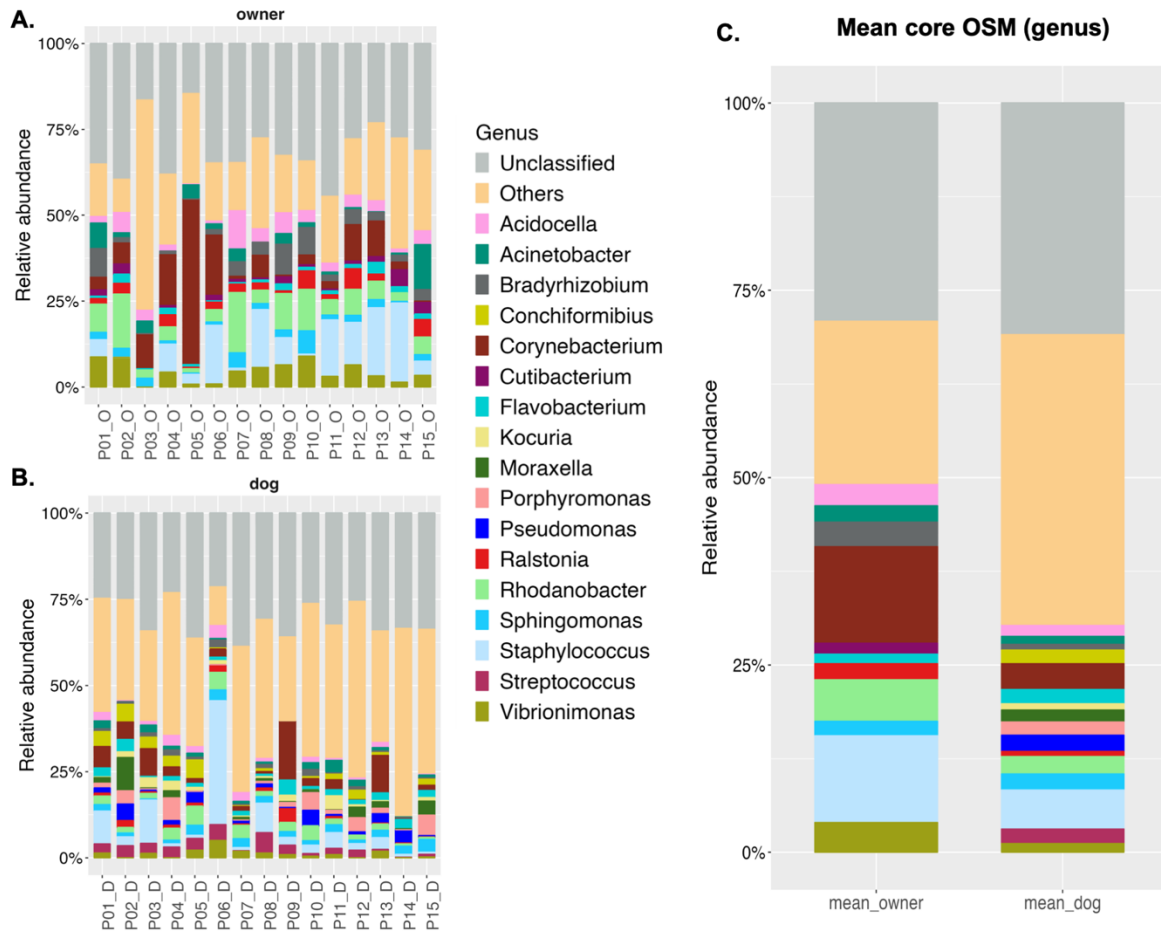 A.
owner
100%
75%
50%
25%
0%
Relative abundance
P01_O
P02_O
P03_O
P04_O
P05_O
P06_O
P07_O
P08_O
P09_O
P10_O
P11_O
P12_O
P13_O
P14_O
P15_O
B.
dog
100%
75%
50%
25%
0%
Relative abundance
P01_D
P02_D
P03_D
P04_D
P05_D
P06_D
P07_D
P08_D
P09_D
P10_D
P11_D
P12_D
P13_D
P14_D
P15_D
Genus
Unclassified
Others
Acidocella
Acinetobacter
Bradyrhizobium
Conchiformibius
Corynebacterium
Cutibacterium
Flavobacterium
Kocuria
Moraxella
Porphyromonas
Pseudomonas
Ralstonia
Rhodanobacter
Sphingomonas
Staphylococcus
Streptococcus
Vibrionimonas
C.
Mean core OSM (genus)
100%
75%
50%
25%
0%
Relative abundance
mean_owner
mean_dog